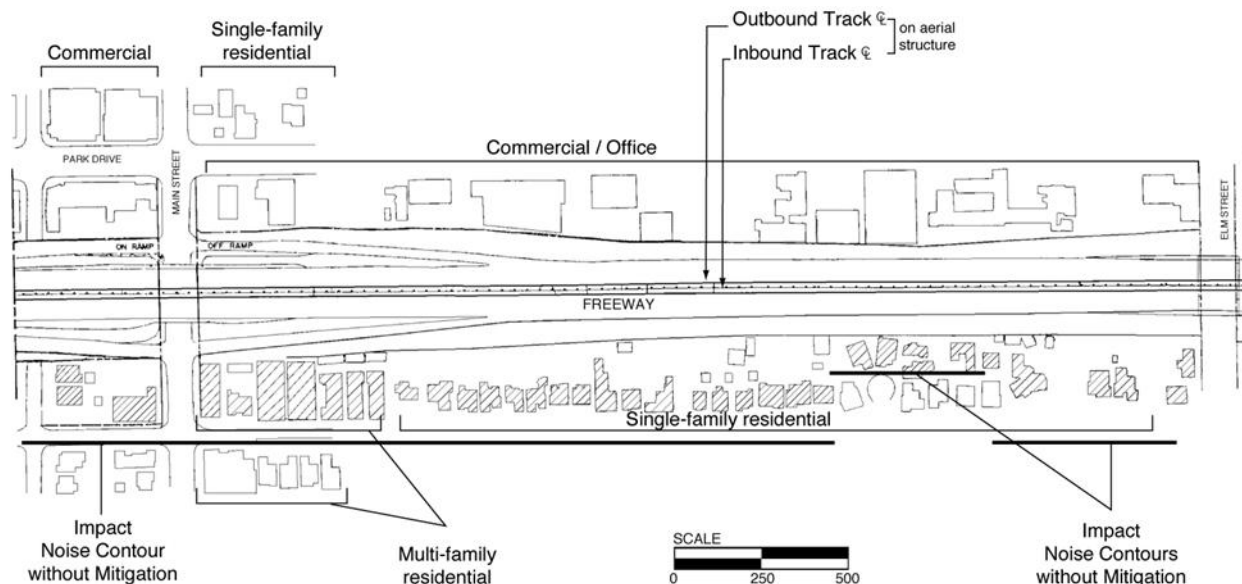 Outbound Track ℄
Inbound Track ℄
on aerial
structure
Commercial
Single-family
residential
Commercial / Office
PARK DRIVE
MAIN STREET
ELM STREET
ON RAMP
OFF RAMP
FREEWAY
Single-family residential
Impact
Noise Contour
without Mitigation
Multi-family
residential
SCALE
0 250 500
Impact
Noise Contours
without Mitigation